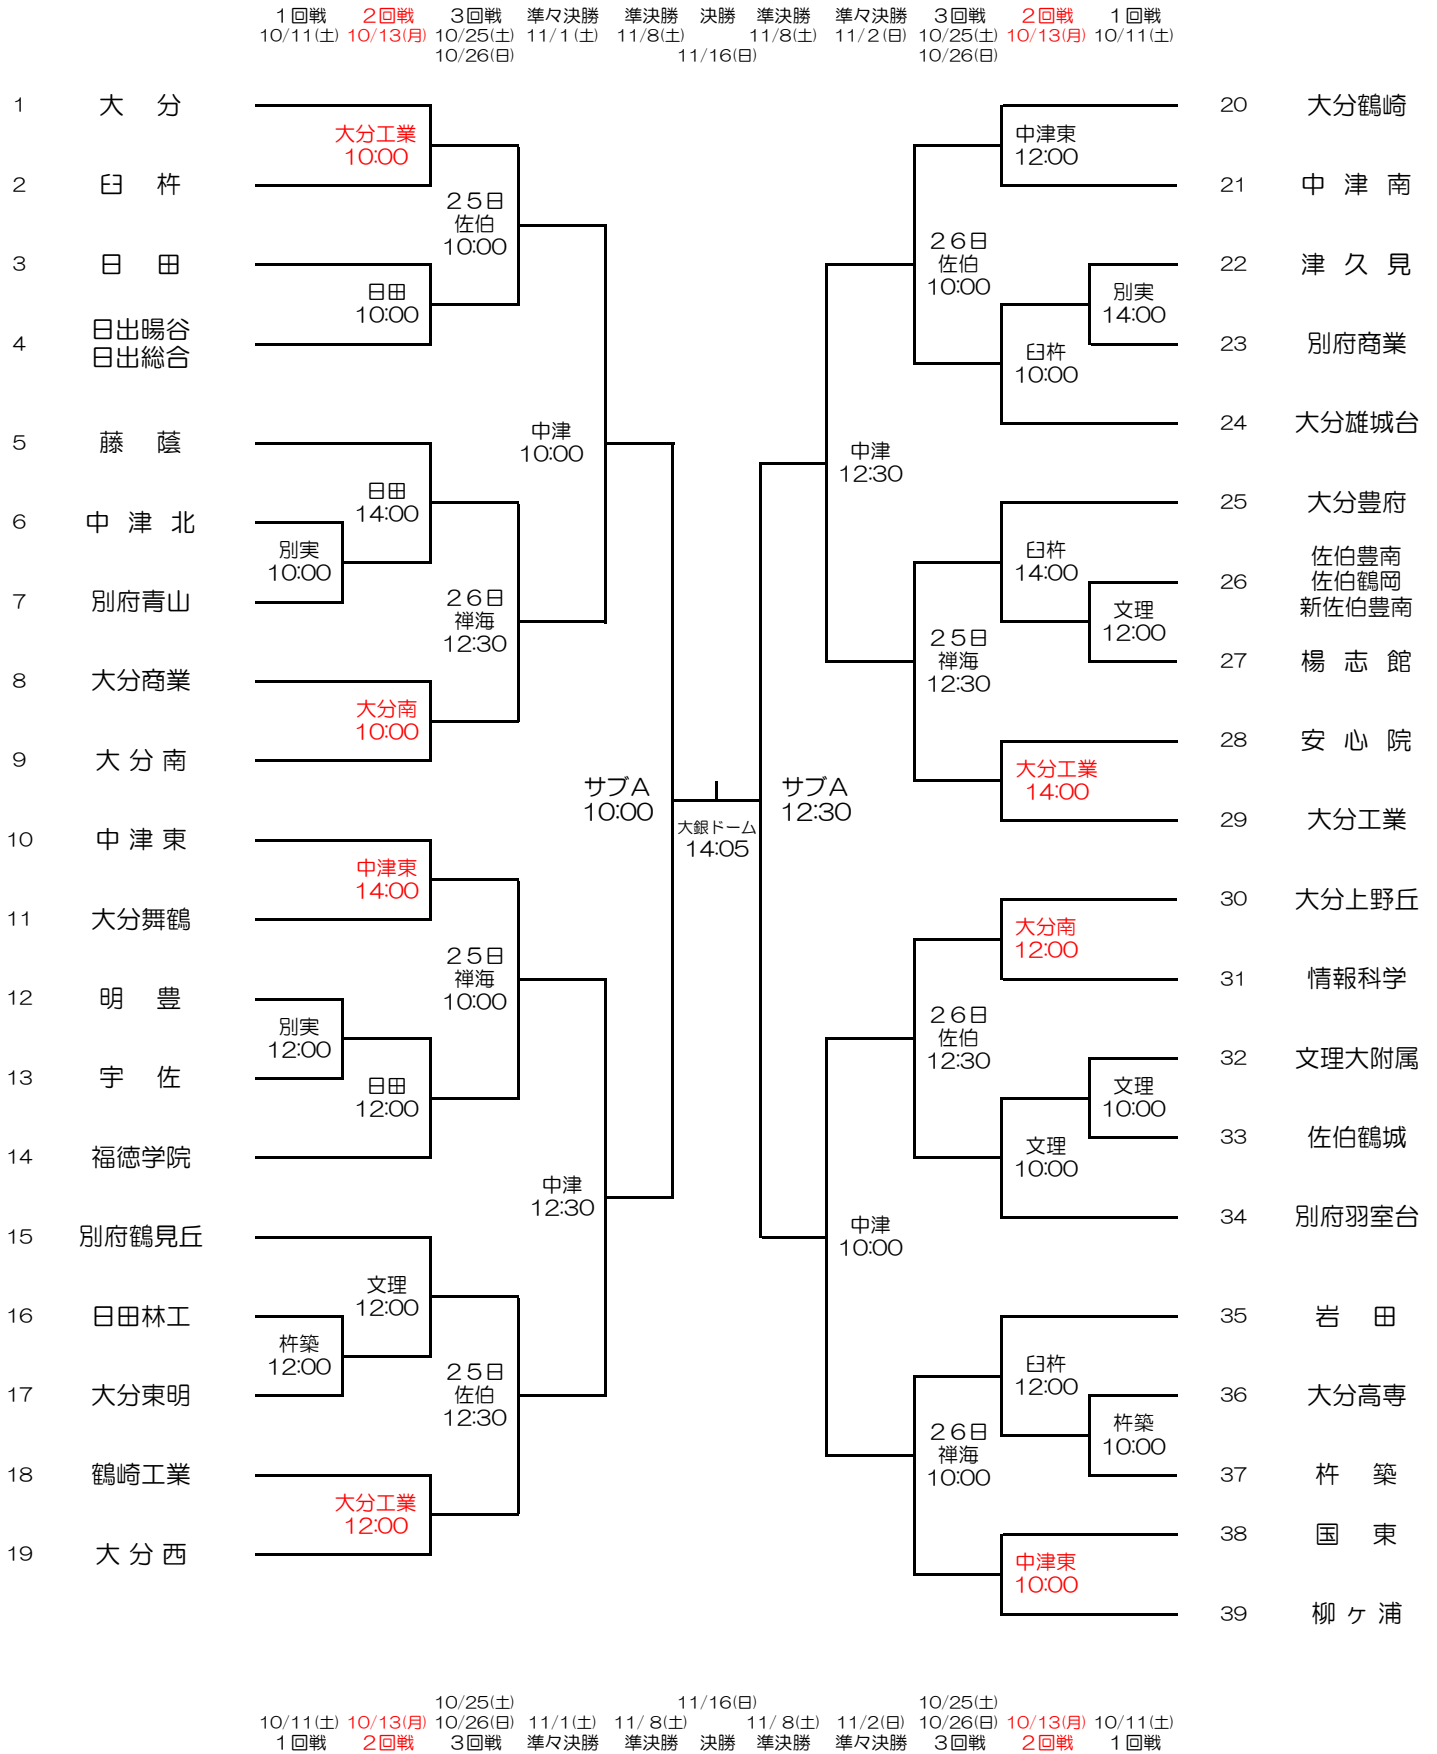 1回戦 2回戦 3回戦 準々決勝 準決勝 決勝 準決勝 準々決勝 3回戦 2回戦 1回戦
10/11(土) 10/13(月) 10/25(土) 11/1(土) 11/8(土) 11/8(土) 11/2(日) 10/25(土) 10/13(月) 10/11(土)
10/26(日) 11/16(日) 10/26(日)
1 大分
大分工業
10:00
2 臼杵
25日
佐伯
10:00
3 日田
日田
10:00
4 日出暘谷
日出総合
中津
10:00
5 藤蔭
日田
14:00
6 中津北
別実
10:00
7 別府青山
26日
禅海
12:30
8 大分商業
大分南
10:00
9 大分南
サブA
10:00
10 中津東
中津東
14:00
11 大分舞鶴
25日
禅海
10:00
12 明豊
別実
12:00
13 宇佐
日田
12:00
14 福徳学院
中津
12:30
15 別府鶴見丘
文理
12:00
16 日田林工
杵築
12:00
17 大分東明
25日
佐伯
12:30
18 鶴崎工業
大分工業
12:00
19 大分西
大銀ドーム
14:05
20 大分鶴崎
中津東
12:00
21 中津南
26日
佐伯
10:00
22 津久見
別実
14:00
23 別府商業
臼杵
10:00
24 大分雄城台
中津
12:30
25 大分豊府
臼杵
14:00
26 佐伯豊南
佐伯鶴岡
新佐伯豊南
文理
12:00
27 楊志館
25日
禅海
12:30
28 安心院
大分工業
14:00
29 大分工業
サブA
12:30
30 大分上野丘
大分南
12:00
31 情報科学
26日
佐伯
12:30
32 文理大附属
文理
10:00
33 佐伯鶴城
文理
10:00
34 別府羽室台
中津
10:00
35 岩田
臼杵
12:00
36 大分高専
杵築
10:00
37 杵築
26日
禅海
10:00
38 国東
中津東
10:00
39 柳ヶ浦
10/25(土) 11/16(日) 10/25(土)
10/11(土) 10/13(月) 10/26(日) 11/1(土) 11/8(土) 11/8(土) 11/2(日) 10/26(日) 10/13(月) 10/11(土)
1回戦 2回戦 3回戦 準々決勝 準決勝 決勝 準決勝 準々決勝 3回戦 2回戦 1回戦